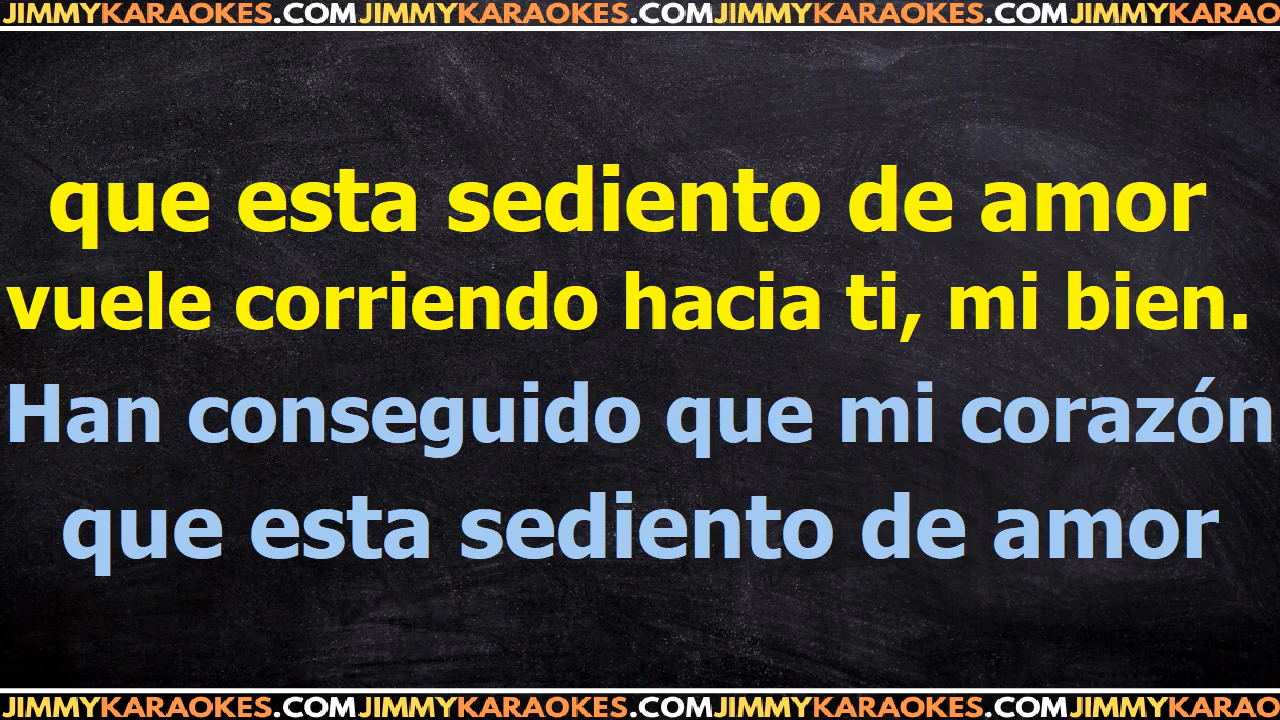 JIMMYKARAOKES.COMJIMMYKARAOKES.COMJIMMYKARAOKES.COMJIMMYKARAO
que esta sediento de amor
vuele corriendo hacia ti, mi bien.
Han conseguido que mi corazón
que esta sediento de amor
JIMMYKARAOKES.COMJIMMYKARAOKES.COMJIMMYKARAOKES.COMJIMMYKARAO